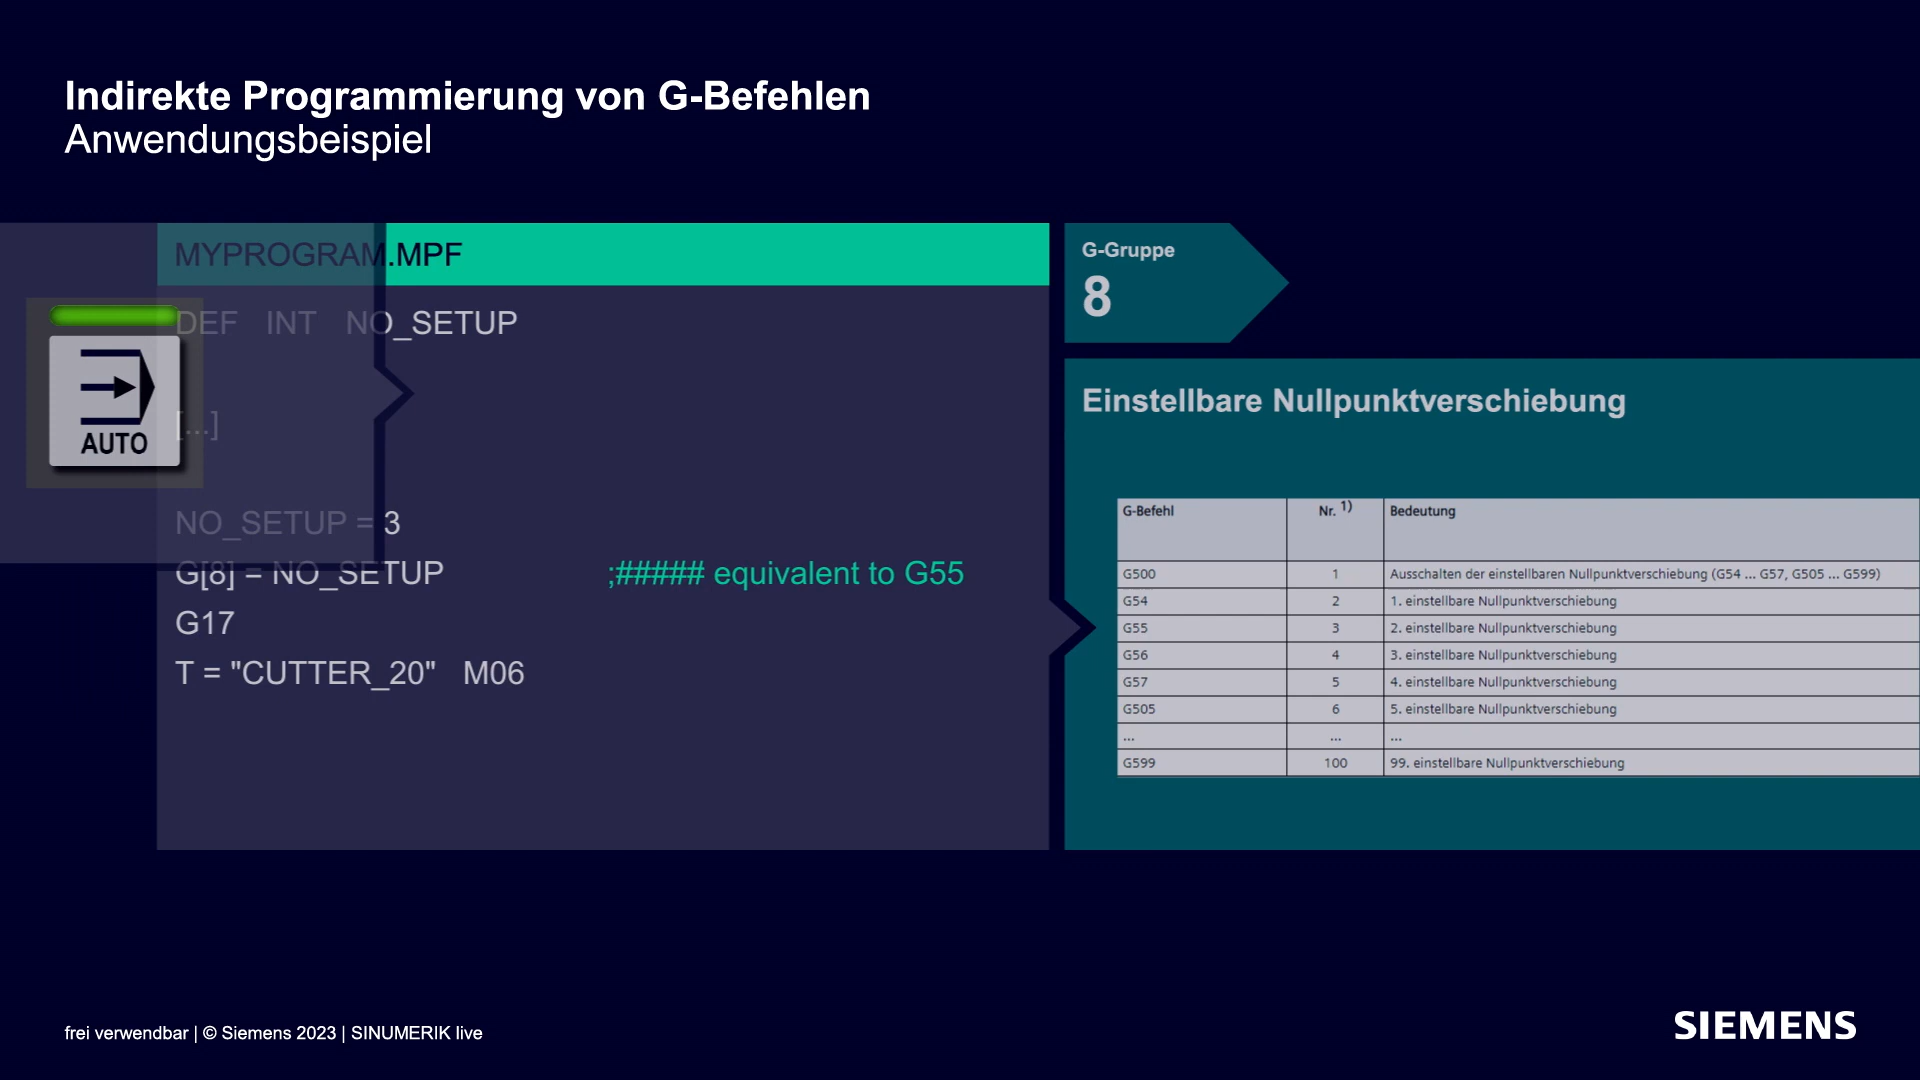 Indirekte Programmierung von G-Befehlen
Anwendungsbeispiel
MYPROGRAM.MPF
DEF INT NO_SETUP
[...]
AUTO
NO_SETUP = 3
G[8] = NO_SETUP ;##### equivalent to G55
G17
T = "CUTTER_20" M06
G-Gruppe
8
Einstellbare Nullpunktverschiebung
G-Befehl Nr. 1) Bedeutung
G500 1 Ausschalten der einstellbaren Nullpunktverschiebung (G54 ... G57, G505 ... G599)
G54 2 1. einstellbare Nullpunktverschiebung
G55 3 2. einstellbare Nullpunktverschiebung
G56 4 3. einstellbare Nullpunktverschiebung
G57 5 4. einstellbare Nullpunktverschiebung
G505 6 5. einstellbare Nullpunktverschiebung
... ... ...
G599 100 99. einstellbare Nullpunktverschiebung
frei verwendbar | © Siemens 2023 | SINUMERIK live
SIEMENS